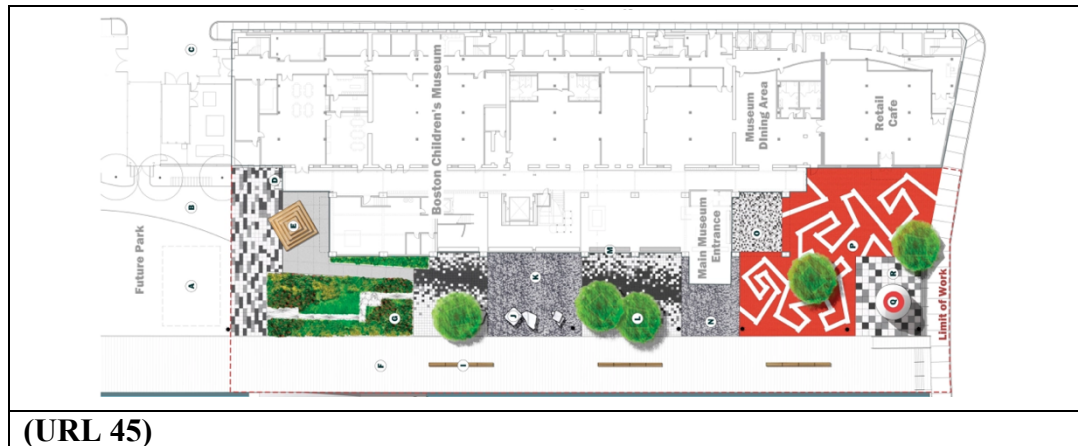 C
Boston Children's Museum
Museum
Dining Area
Retail
Cafe
Future Park
B
A
D
E
Main Museum
Entrance
M
O
P
G
J
K
L
N
Q
R
Limit of Work
F
I
(URL 45)